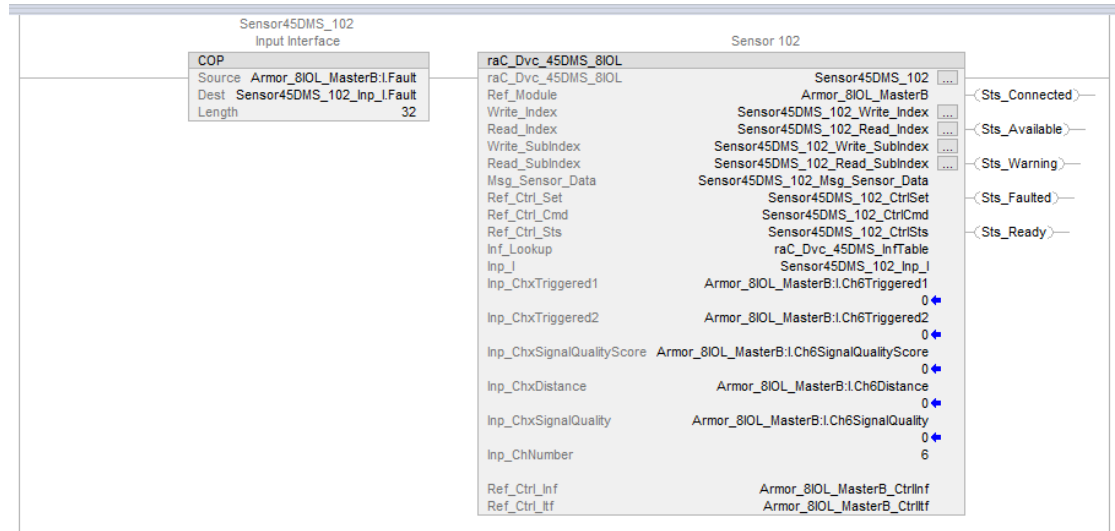 Sensor45DMS_102
Input Interface
Sensor 102
COP
Source Armor_8IOL_MasterB:I.Fault
Dest Sensor45DMS_102_Inp_I.Fault
Length 32
raC_Dvc_45DMS_8IOL
raC_Dvc_45DMS_8IOL Sensor45DMS_102 ...
Ref_Module Armor_8IOL_MasterB Sts_Connected
Write_Index Sensor45DMS_102_Write_Index ...
Read_Index Sensor45DMS_102_Read_Index ... Sts_Available
Write_SubIndex Sensor45DMS_102_Write_SubIndex ...
Read_SubIndex Sensor45DMS_102_Read_SubIndex ... Sts_Warning
Msg_Sensor_Data Sensor45DMS_102_Msg_Sensor_Data
Ref_Ctrl_Set Sensor45DMS_102_CtrlSet Sts_Faulted
Ref_Ctrl_Cmd Sensor45DMS_102_CtrlCmd
Ref_Ctrl_Sts Sensor45DMS_102_CtrlSts Sts_Ready
Inf_Lookup raC_Dvc_45DMS_InfTable
Inp_I Sensor45DMS_102_Inp_I
Inp_ChxTriggered1 Armor_8IOL_MasterB:I.Ch6Triggered1
0
Inp_ChxTriggered2 Armor_8IOL_MasterB:I.Ch6Triggered2
0
Inp_ChxSignalQualityScore Armor_8IOL_MasterB:I.Ch6SignalQualityScore
0
Inp_ChxDistance Armor_8IOL_MasterB:I.Ch6Distance
0
Inp_ChxSignalQuality Armor_8IOL_MasterB:I.Ch6SignalQuality
0
Inp_ChNumber 6
Ref_Ctrl_Inf Armor_8IOL_MasterB_CtrlInf
Ref_Ctrl_Itf Armor_8IOL_MasterB_CtrlItf